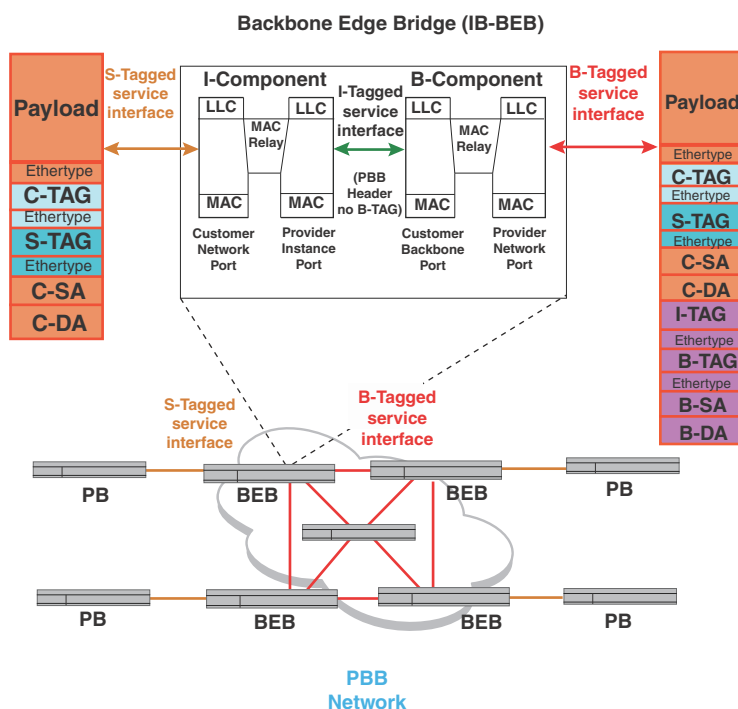 Backbone Edge Bridge (IB-BEB)
S-Tagged
service
interface
I-Component
I-Tagged
service
interface
B-Component
B-Tagged
service
interface
LLC
LLC
MAC
Relay
MAC
MAC
(PBB
Header
no B-TAG)
LLC
LLC
MAC
Relay
MAC
MAC
Customer
Network
Port
Provider
Instance
Port
Customer
Backbone
Port
Provider
Network
Port
Payload
Ethertype
C-TAG
Ethertype
S-TAG
Ethertype
C-SA
C-DA
Payload
Ethertype
C-TAG
Ethertype
S-TAG
Ethertype
C-SA
C-DA
I-TAG
Ethertype
B-TAG
Ethertype
B-SA
B-DA
S-Tagged
service
interface
B-Tagged
service
interface
PB
BEB
BEB
PB
PB
BEB
BEB
PB
PBB
Network